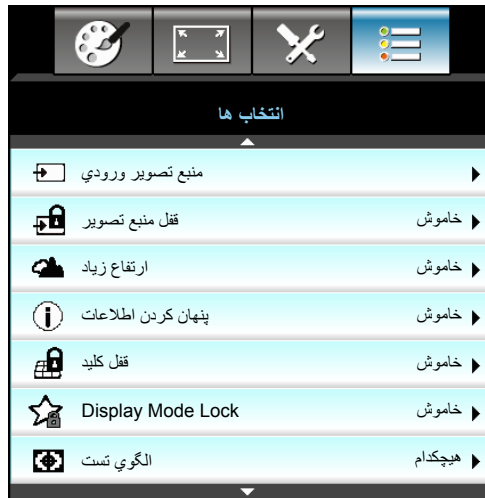 انتخاب ها
منبع تصوير ورودي
قفل منبع تصوير خاموش
ارتفاع زياد خاموش
پنهان كردن اطلاعات خاموش
قفل كليد خاموش
Display Mode Lock خاموش
الگوي تست هيچكدام